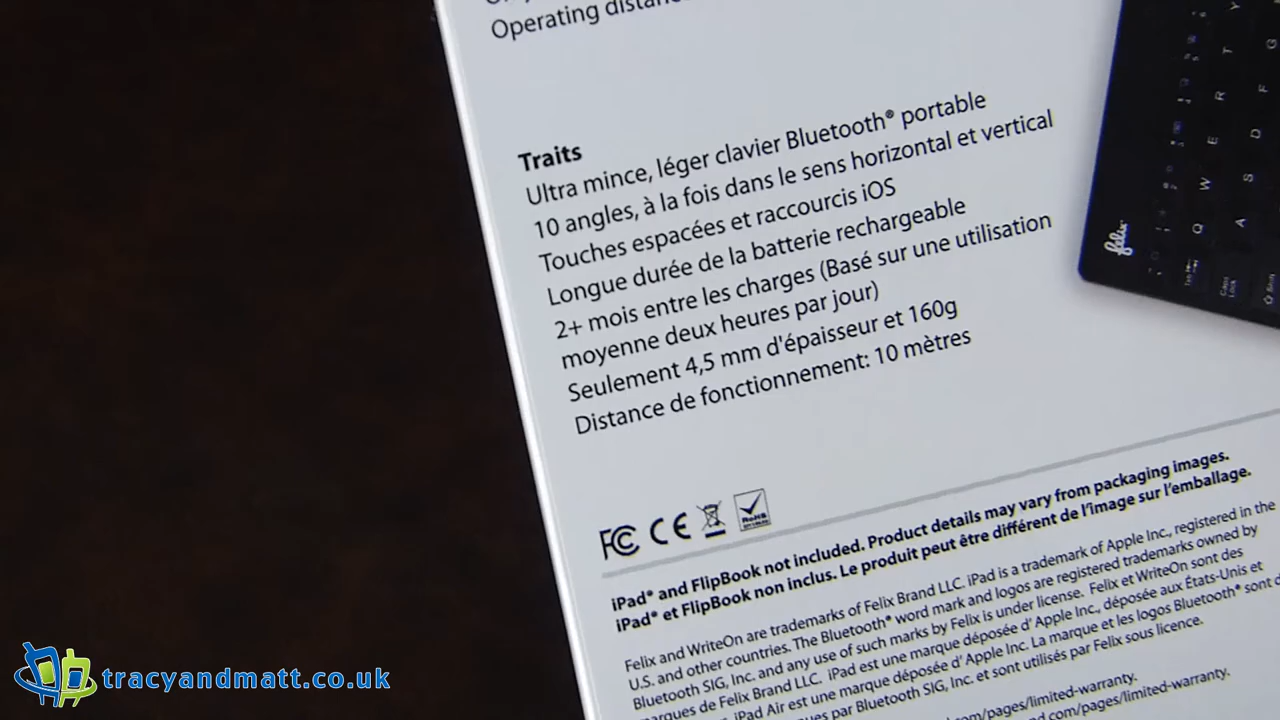 Operating distance
Traits
Ultra mince, léger clavier Bluetooth® portable
10 angles, à la fois dans le sens horizontal et vertical
Touches espacées et raccourcis iOS
Longue durée de la batterie rechargeable
2+ mois entre les charges (Basé sur une utilisation
moyenne deux heures par jour)
Seulement 4,5 mm d'épaisseur et 160g
Distance de fonctionnement: 10 mètres
felix
Q W E R T Y
A S D F G
FC CE RoHS
iPad® and FlipBook not included. Product details may vary from packaging images.
iPad® et FlipBook non inclus. Le produit peut être différent de l'image sur l'emballage.
Felix and WriteOn are trademarks of Felix Brand LLC. iPad is a trademark of Apple Inc., registered in the
U.S. and other countries. The Bluetooth® word mark and logos are registered trademarks owned by
Bluetooth SIG, Inc. and any use of such marks by Felix is under license. Felix et WriteOn sont des
marques de Felix Brand LLC. iPad est une marque déposée d' Apple Inc., déposée aux États-Unis et
iPad Air est une marque déposée d' Apple Inc. La marque et les logos Bluetooth® sont
par Bluetooth SIG, Inc. et sont utilisés par Felix sous licence.
com/pages/limited-warranty.
com/pages/limited-warranty.
tracyandmatt.co.uk